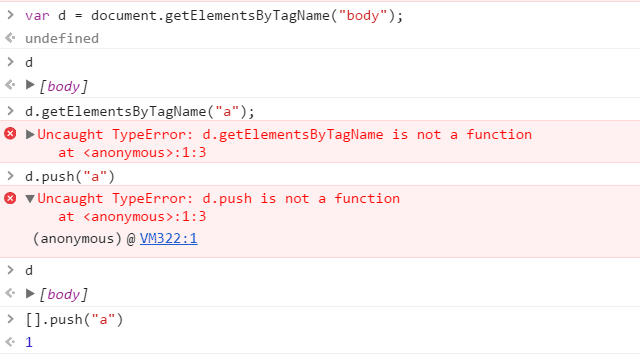 > var d = document.getElementsByTagName("body");
undefined
> d
[body]
> d.getElementsByTagName("a");
Uncaught TypeError: d.getElementsByTagName is not a function
at <anonymous>:1:3
> d.push("a")
Uncaught TypeError: d.push is not a function
at <anonymous>:1:3
(anonymous) @ VM322:1
> d
[body]
> [].push("a")
1